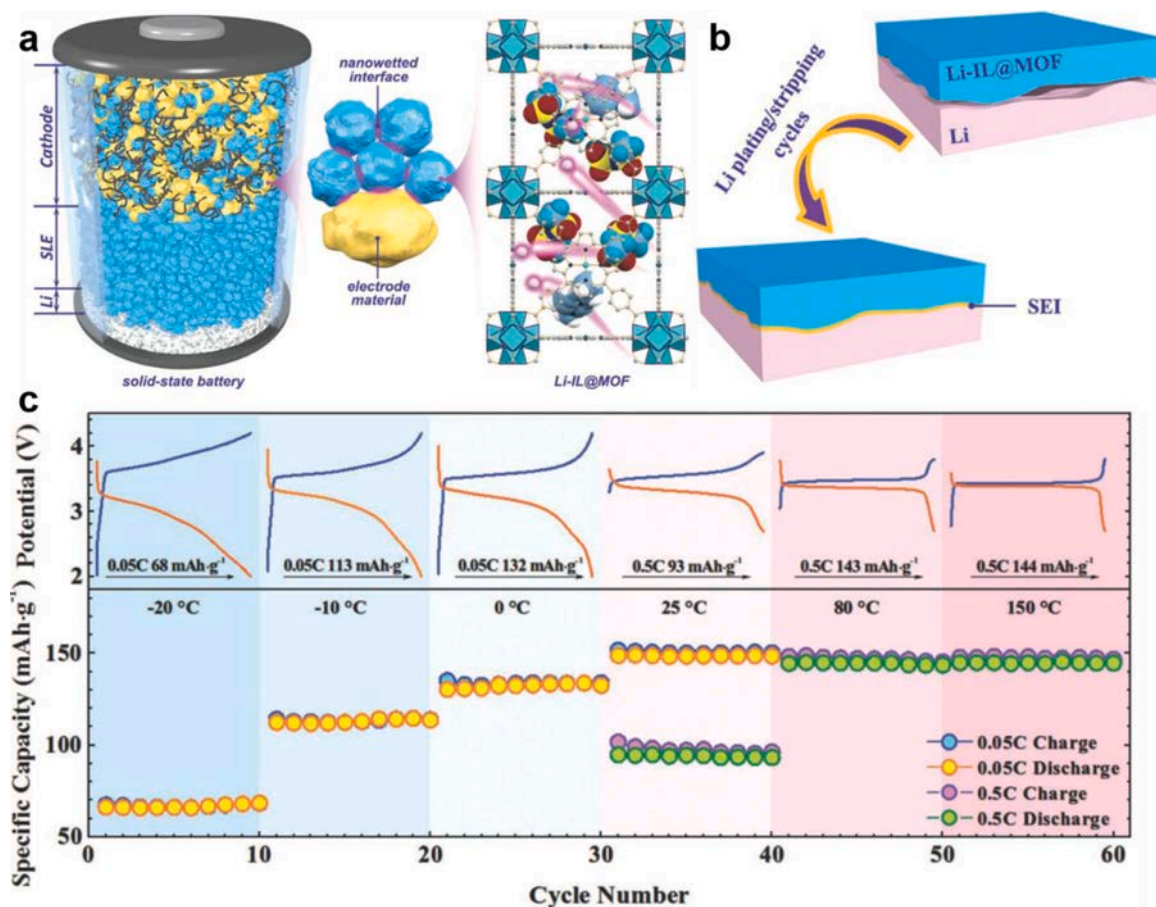 a
Cathode
SLE
Li
solid-state battery
nanowetted
interface
electrode
material
Li-IL@MOF
b
Li-IL@MOF
Li
Li plating/stripping
cycles
SEI
c
Potential (V)
4
3
2
0.05C 68 mAh·g⁻¹
0.05C 113 mAh·g⁻¹
0.05C 132 mAh·g⁻¹
0.5C 93 mAh·g⁻¹
0.5C 143 mAh·g⁻¹
0.5C 144 mAh·g⁻¹
-20 °C
-10 °C
0 °C
25 °C
80 °C
150 °C
Specific Capacity (mAh·g⁻¹)
150
100
50
0.05C Charge
0.05C Discharge
0.5C Charge
0.5C Discharge
0
10
20
30
40
50
60
Cycle Number